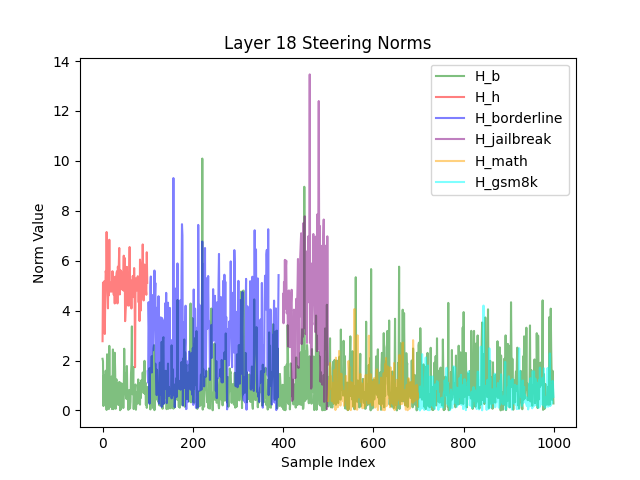 Layer 18 Steering Norms
14
12
10
8
6
4
2
0
Norm Value
H_b
H_h
H_borderline
H_jailbreak
H_math
H_gsm8k
0 200 400 600 800 1000
Sample Index